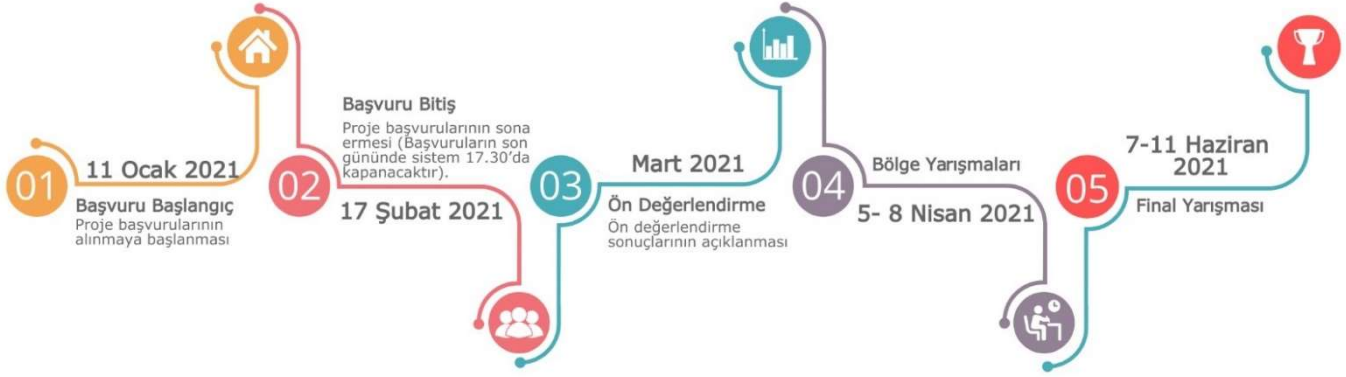 01
11 Ocak 2021
Başvuru Başlangıç
Proje başvurularının
alınmaya başlanması
02
Başvuru Bitiş
Proje başvurularının sona
ermesi (Başvuruların son
gününde sistem 17.30’da
kapanacaktır).
17 Şubat 2021
03
Mart 2021
Ön Değerlendirme
Ön değerlendirme
sonuçlarının açıklanması
04
Bölge Yarışmaları
5- 8 Nisan 2021
05
7-11 Haziran
2021
Final Yarışması